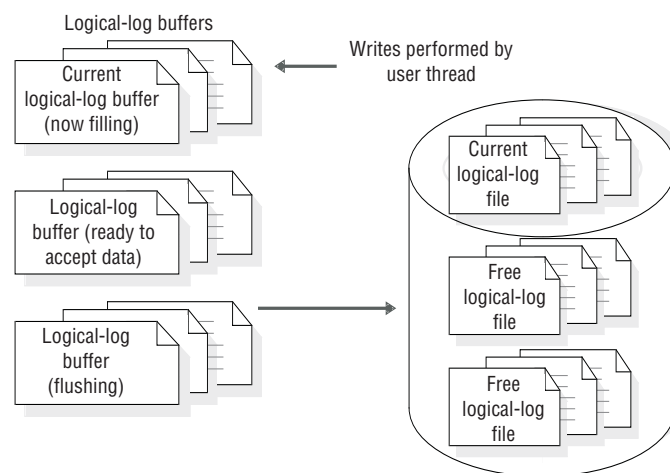 Logical-log buffers
Writes performed by
user thread
Current
logical-log buffer
(now filling)
Logical-log
buffer (ready to
accept data)
Logical-log
buffer
(flushing)
Current
logical-log
file
Free
logical-log
file
Free
logical-log
file